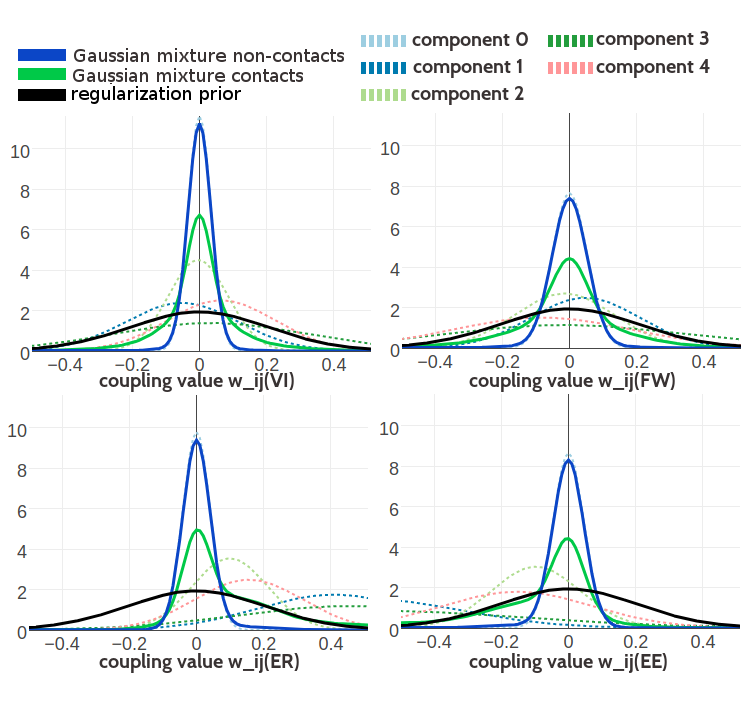 Gaussian mixture non-contacts
Gaussian mixture contacts
regularization prior
component 0
component 1
component 2
component 3
component 4
10
8
6
4
2
0
−0.4 −0.2 0 0.2 0.4
coupling value w_ij(VI)
10
8
6
4
2
0
−0.4 −0.2 0 0.2 0.4
coupling value w_ij(FW)
10
8
6
4
2
0
−0.4 −0.2 0 0.2 0.4
coupling value w_ij(ER)
10
8
6
4
2
0
−0.4 −0.2 0 0.2 0.4
coupling value w_ij(EE)